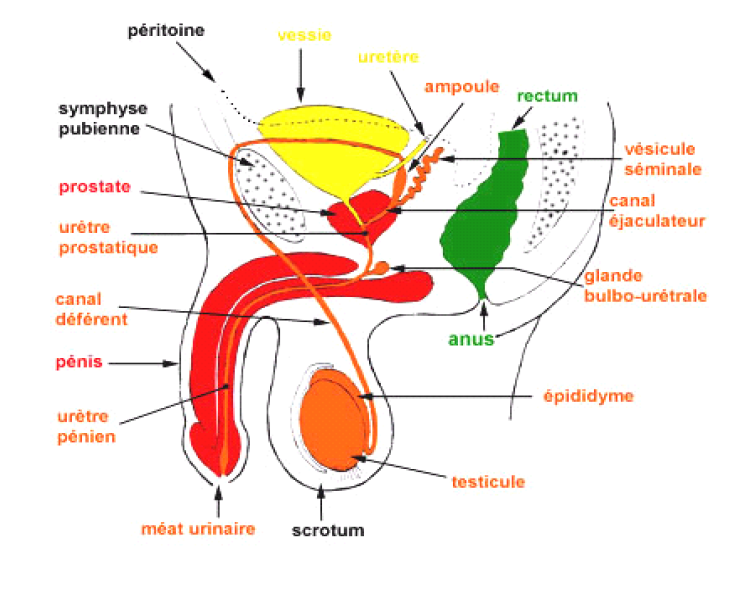 péritoine
vessie
uretère
ampoule
rectum
symphyse
pubienne
vésicule
séminale
prostate
canal
éjaculateur
urètre
prostatique
glande
bulbo-urétrale
canal
déférent
anus
pénis
épididyme
urètre
pénien
testicule
méat urinaire
scrotum